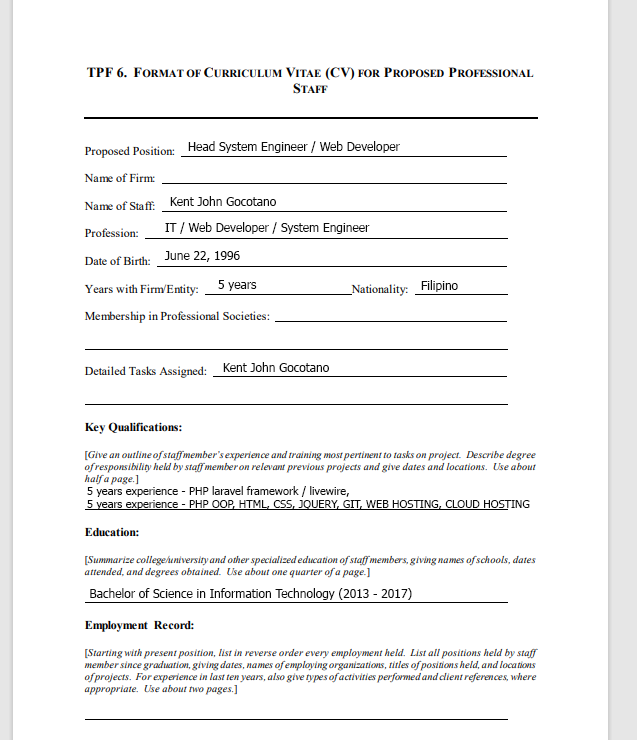 TPF 6. FORMAT OF CURRICULUM VITAE (CV) FOR PROPOSED PROFESSIONAL
STAFF
Proposed Position: Head System Engineer / Web Developer
Name of Firm:
Name of Staff: Kent John Gocotano
Profession: IT / Web Developer / System Engineer
Date of Birth: June 22, 1996
Years with Firm/Entity: 5 years Nationality: Filipino
Membership in Professional Societies:
Detailed Tasks Assigned: Kent John Gocotano
Key Qualifications:
[Give an outline of staff member's experience and training most pertinent to tasks on project. Describe degree
of responsibility held by staff member on relevant previous projects and give dates and locations. Use about
half a page.]
5 years experience - PHP laravel framework / livewire,
5 years experience - PHP OOP, HTML, CSS, JQUERY, GIT, WEB HOSTING, CLOUD HOSTING
Education:
[Summarize college/university and other specialized education of staff members, giving names of schools, dates
attended, and degrees obtained. Use about one quarter of a page.]
Bachelor of Science in Information Technology (2013 - 2017)
Employment Record:
[Starting with present position, list in reverse order every employment held. List all positions held by staff
member since graduation, giving dates, names of employing organizations, titles of positions held, and locations
of projects. For experience in last ten years, also give types of activities performed and client references, where
appropriate. Use about two pages.]